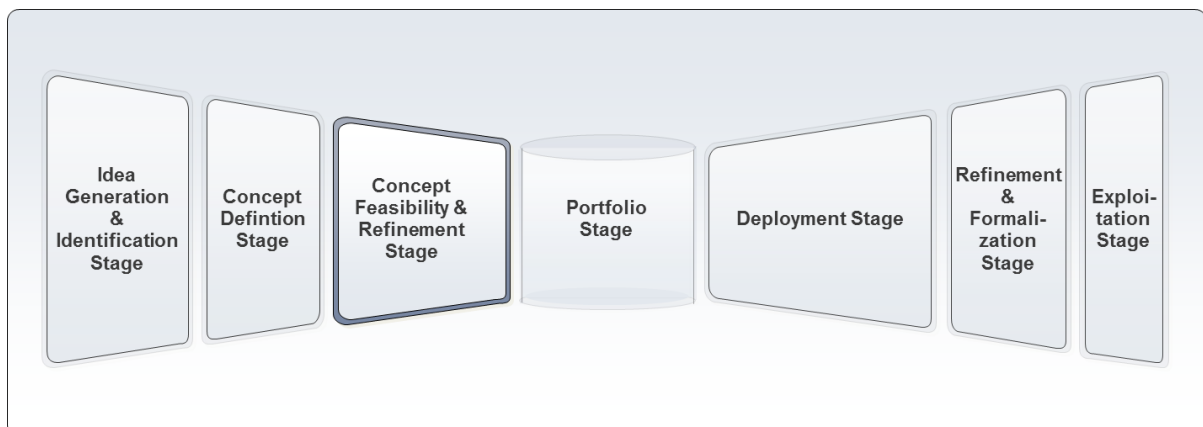 Idea
Generation
&
Identification
Stage
Concept
Defintion
Stage
Concept
Feasibility &
Refinement
Stage
Portfolio
Stage
Deployment Stage
Refinement
&
Formali-
zation
Stage
Exploi-
tation
Stage